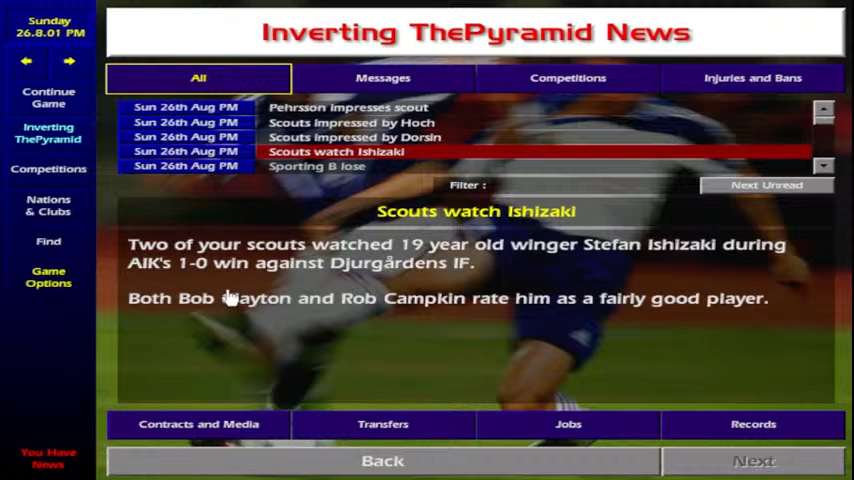 Sunday
26.8.01 PM
Inverting ThePyramid News
All
Messages
Competitions
Injuries and Bans
Continue
Game
Inverting
ThePyramid
Competitions
Nations
& Clubs
Find
Game
Options
You Have
News
Sun 26th Aug PM Pehrsson impresses scout
Sun 26th Aug PM Scouts impressed by Hoch
Sun 26th Aug PM Scouts impressed by Dorsin
Sun 26th Aug PM Scouts watch Ishizaki
Sun 26th Aug PM Sporting B lose
Filter :
Next Unread
Scouts watch Ishizaki
Two of your scouts watched 19 year old winger Stefan Ishizaki during
AIK's 1-0 win against Djurgårdens IF.
Both Bob and Rob Campkin rate him as a fairly good player.
Contracts and Media
Transfers
Jobs
Records
Back
Next